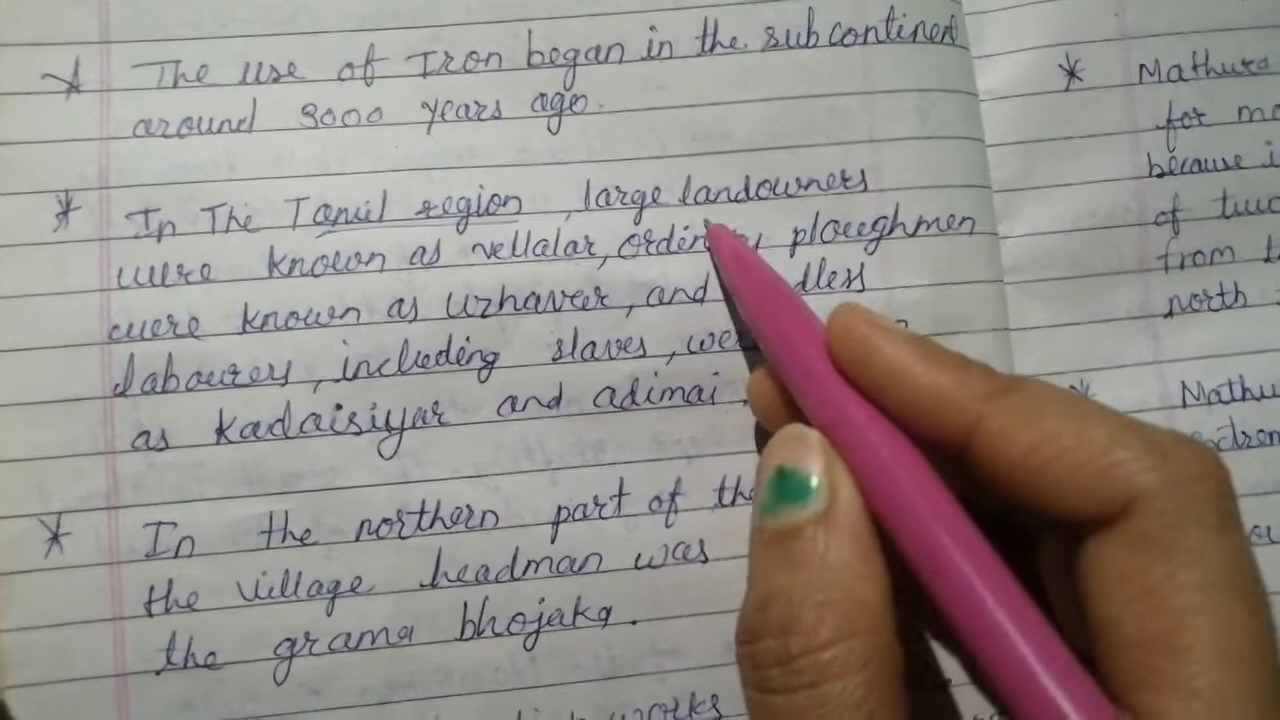 The use of Iron began in the subcontinent
around 3000 years ago.
In The Tamil region, large landowners
were known as vellalar, ordinary ploughmen
were known as Uzhavar, and
labourers, including slaves,
as Kadaisiyar and adimai.
In the northern part of the
the village headman was
the grama bhojaka.
works
Mathura
for
because
of
from
north